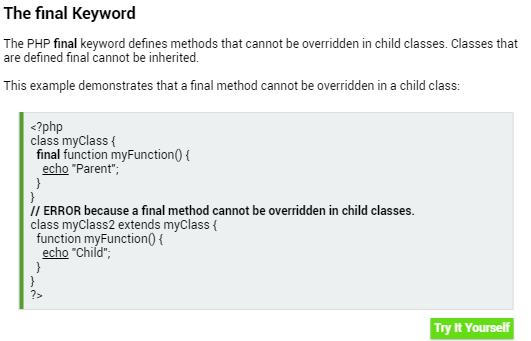 The final Keyword
The PHP final keyword defines methods that cannot be overridden in child classes. Classes that
are defined final cannot be inherited.
This example demonstrates that a final method cannot be overridden in a child class:
<?php
class myClass {
final function myFunction() {
echo "Parent";
}
}
// ERROR because a final method cannot be overridden in child classes.
class myClass2 extends myClass {
function myFunction() {
echo "Child";
}
}
?>
Try It Yourself